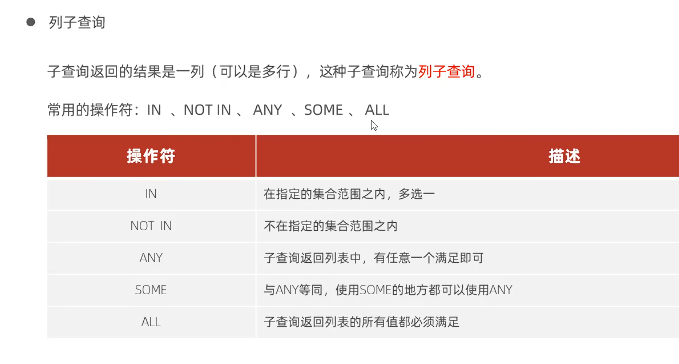 列子查询
子查询返回的结果是一列（可以是多行），这种子查询称为列子查询。
常用的操作符：IN 、NOT IN 、 ANY 、SOME 、 ALL
操作符 描述
IN 在指定的集合范围之内，多选一
NOT IN 不在指定的集合范围之内
ANY 子查询返回列表中，有任意一个满足即可
SOME 与ANY等同，使用SOME的地方都可以使用ANY
ALL 子查询返回列表的所有值都必须满足